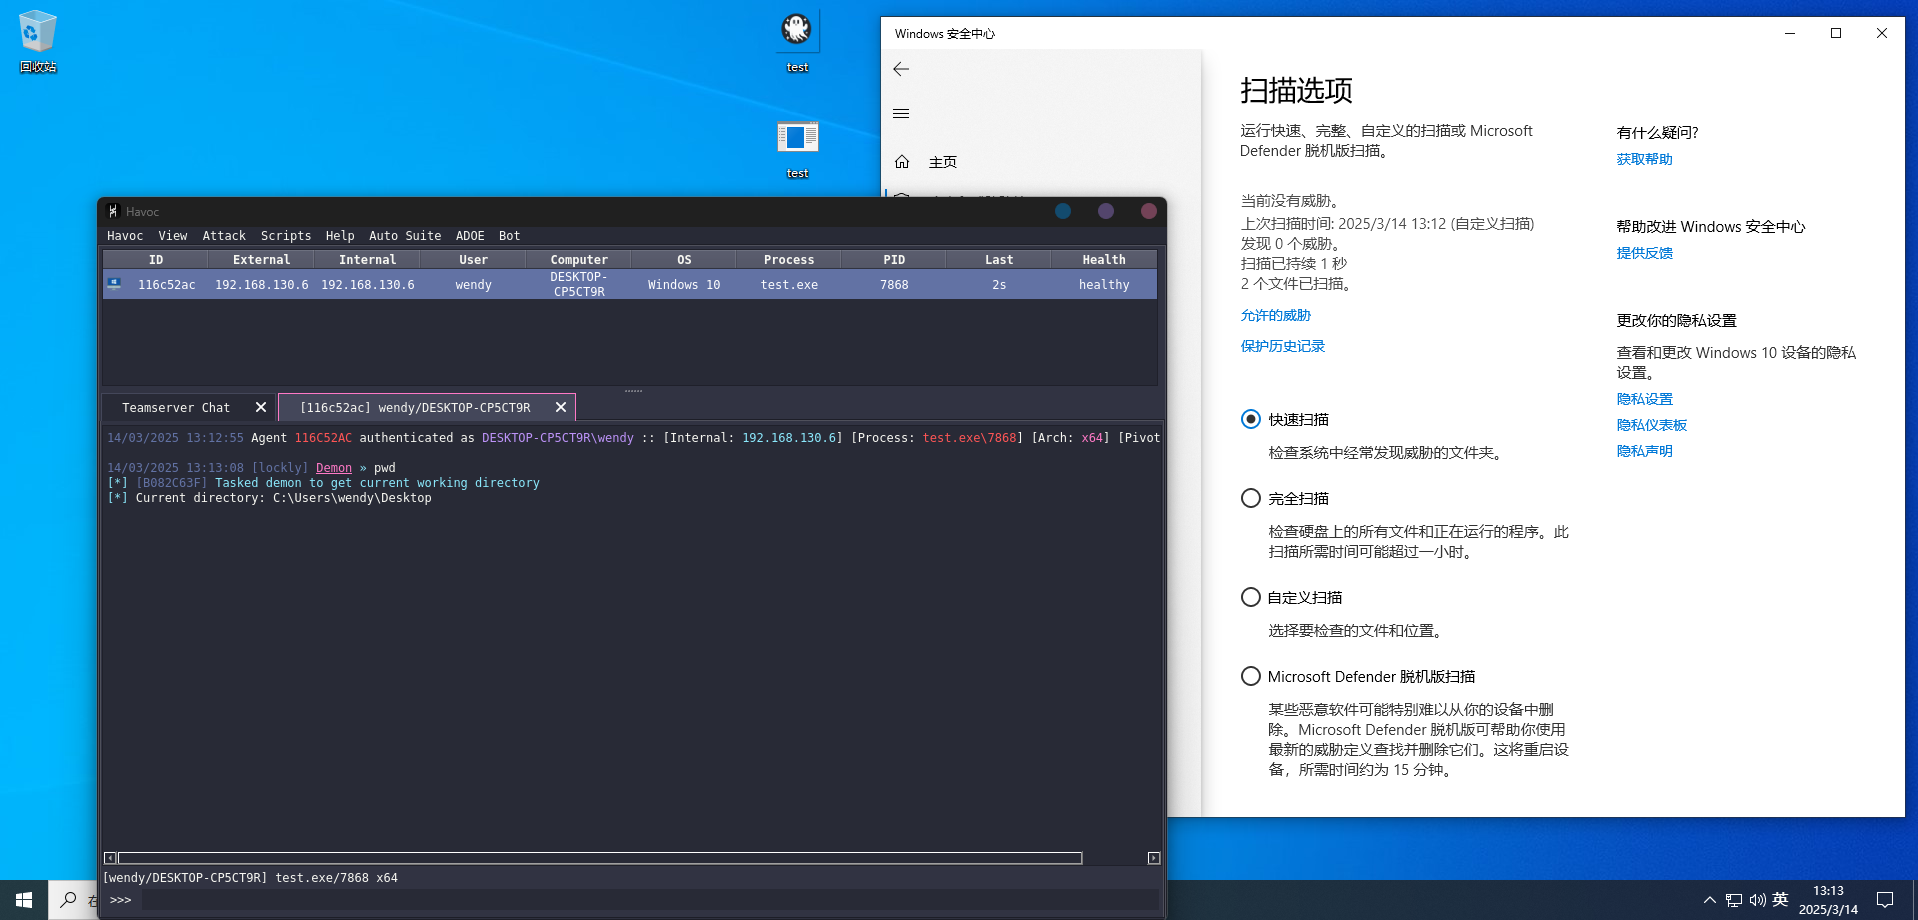 回收站
test
test
Windows 安全中心
主页
扫描选项
运行快速、完整、自定义的扫描或 Microsoft
Defender 脱机版扫描。
当前没有威胁。
上次扫描时间: 2025/3/14 13:12 (自定义扫描)
发现 0 个威胁。
扫描已持续 1 秒
2 个文件已扫描。
允许的威胁
保护历史记录
快速扫描
检查系统中经常发现威胁的文件夹。
完全扫描
检查硬盘上的所有文件和正在运行的程序。此
扫描所需时间可能超过一小时。
自定义扫描
选择要检查的文件和位置。
Microsoft Defender 脱机版扫描
某些恶意软件可能特别难以从你的设备中删
除。Microsoft Defender 脱机版可帮助你使用
最新的威胁定义查找并删除它们。这将重启设
备，所需时间约为 15 分钟。
有什么疑问?
获取帮助
帮助改进 Windows 安全中心
提供反馈
更改你的隐私设置
查看和更改 Windows 10 设备的隐私
设置。
隐私设置
隐私仪表板
隐私声明
Havoc
Havoc View Attack Scripts Help Auto Suite ADOE Bot
ID External Internal User Computer OS Process PID Last Health
116c52ac 192.168.130.6 192.168.130.6 wendy DESKTOP-
CP5CT9R Windows 10 test.exe 7868 2s healthy
Teamserver Chat [116c52ac] wendy/DESKTOP-CP5CT9R
14/03/2025 13:12:55 Agent 116C52AC authenticated as DESKTOP-CP5CT9R\wendy :: [Internal: 192.168.130.6] [Process: test.exe\7868] [Arch: x64] [Pivot
14/03/2025 13:13:08 [lockly] Demon » pwd
[*] [B082C63F] Tasked demon to get current working directory
[*] Current directory: C:\Users\wendy\Desktop
[wendy/DESKTOP-CP5CT9R] test.exe/7868 x64
>>>
在
英
13:13
2025/3/14